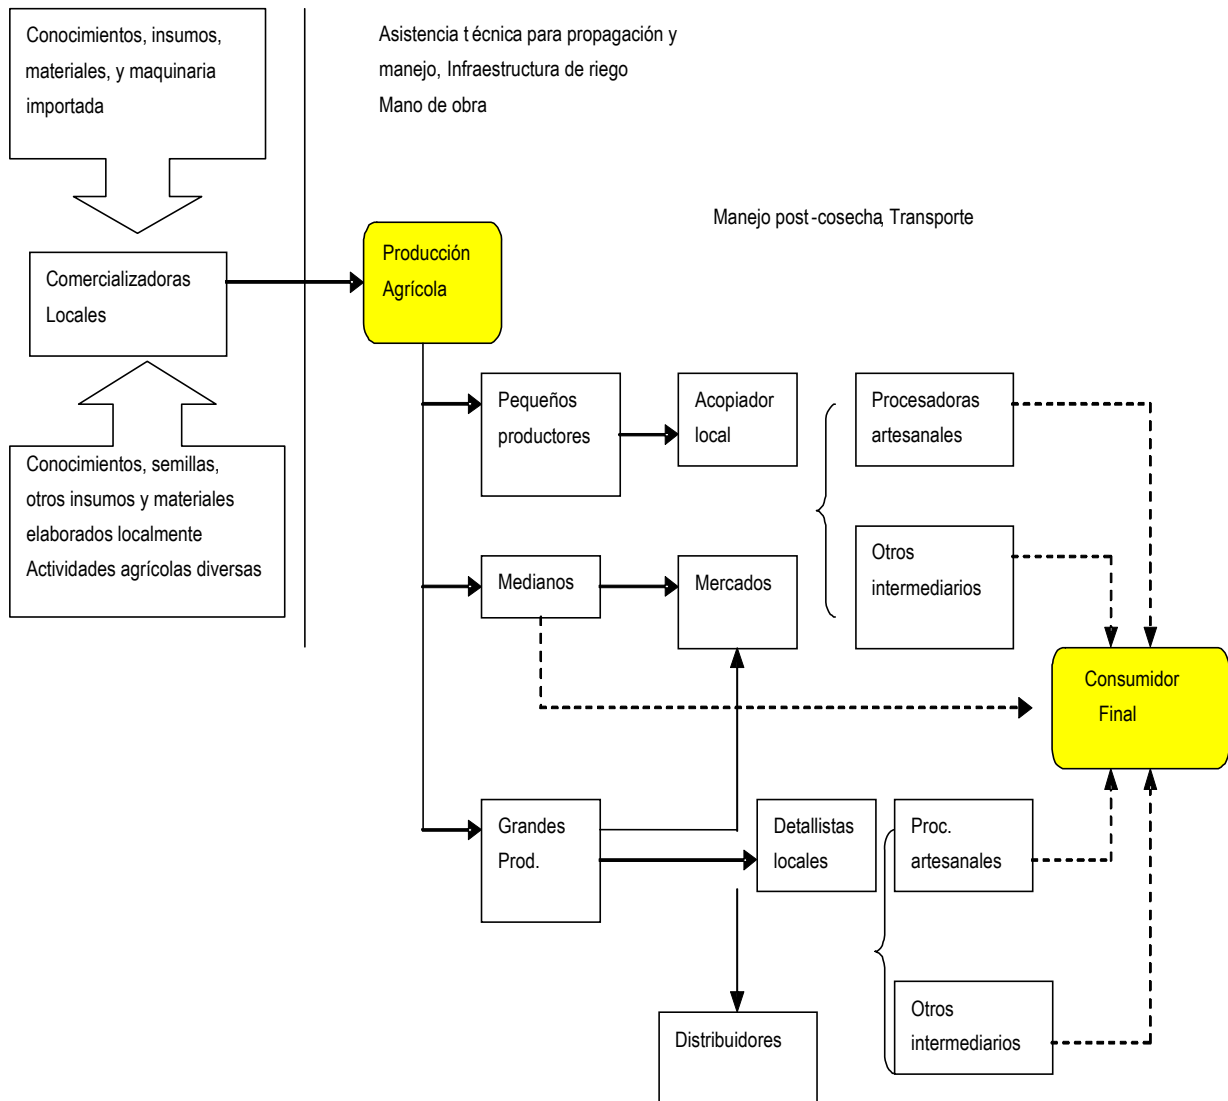 Conocimientos, insumos,
materiales, y maquinaria
importada
Asistencia t écnica para propagación y
manejo, Infraestructura de riego
Mano de obra
Manejo post-cosecha, Transporte
Comercializadoras
Locales
Producción
Agrícola
Conocimientos, semillas,
otros insumos y materiales
elaborados localmente
Actividades agrícolas diversas
Pequeños
productores
Acopiador
local
Procesadoras
artesanales
Medianos
Mercados
Otros
intermediarios
Consumidor
Final
Grandes
Prod.
Detallistas
locales
Proc.
artesanales
Distribuidores
Otros
intermediarios